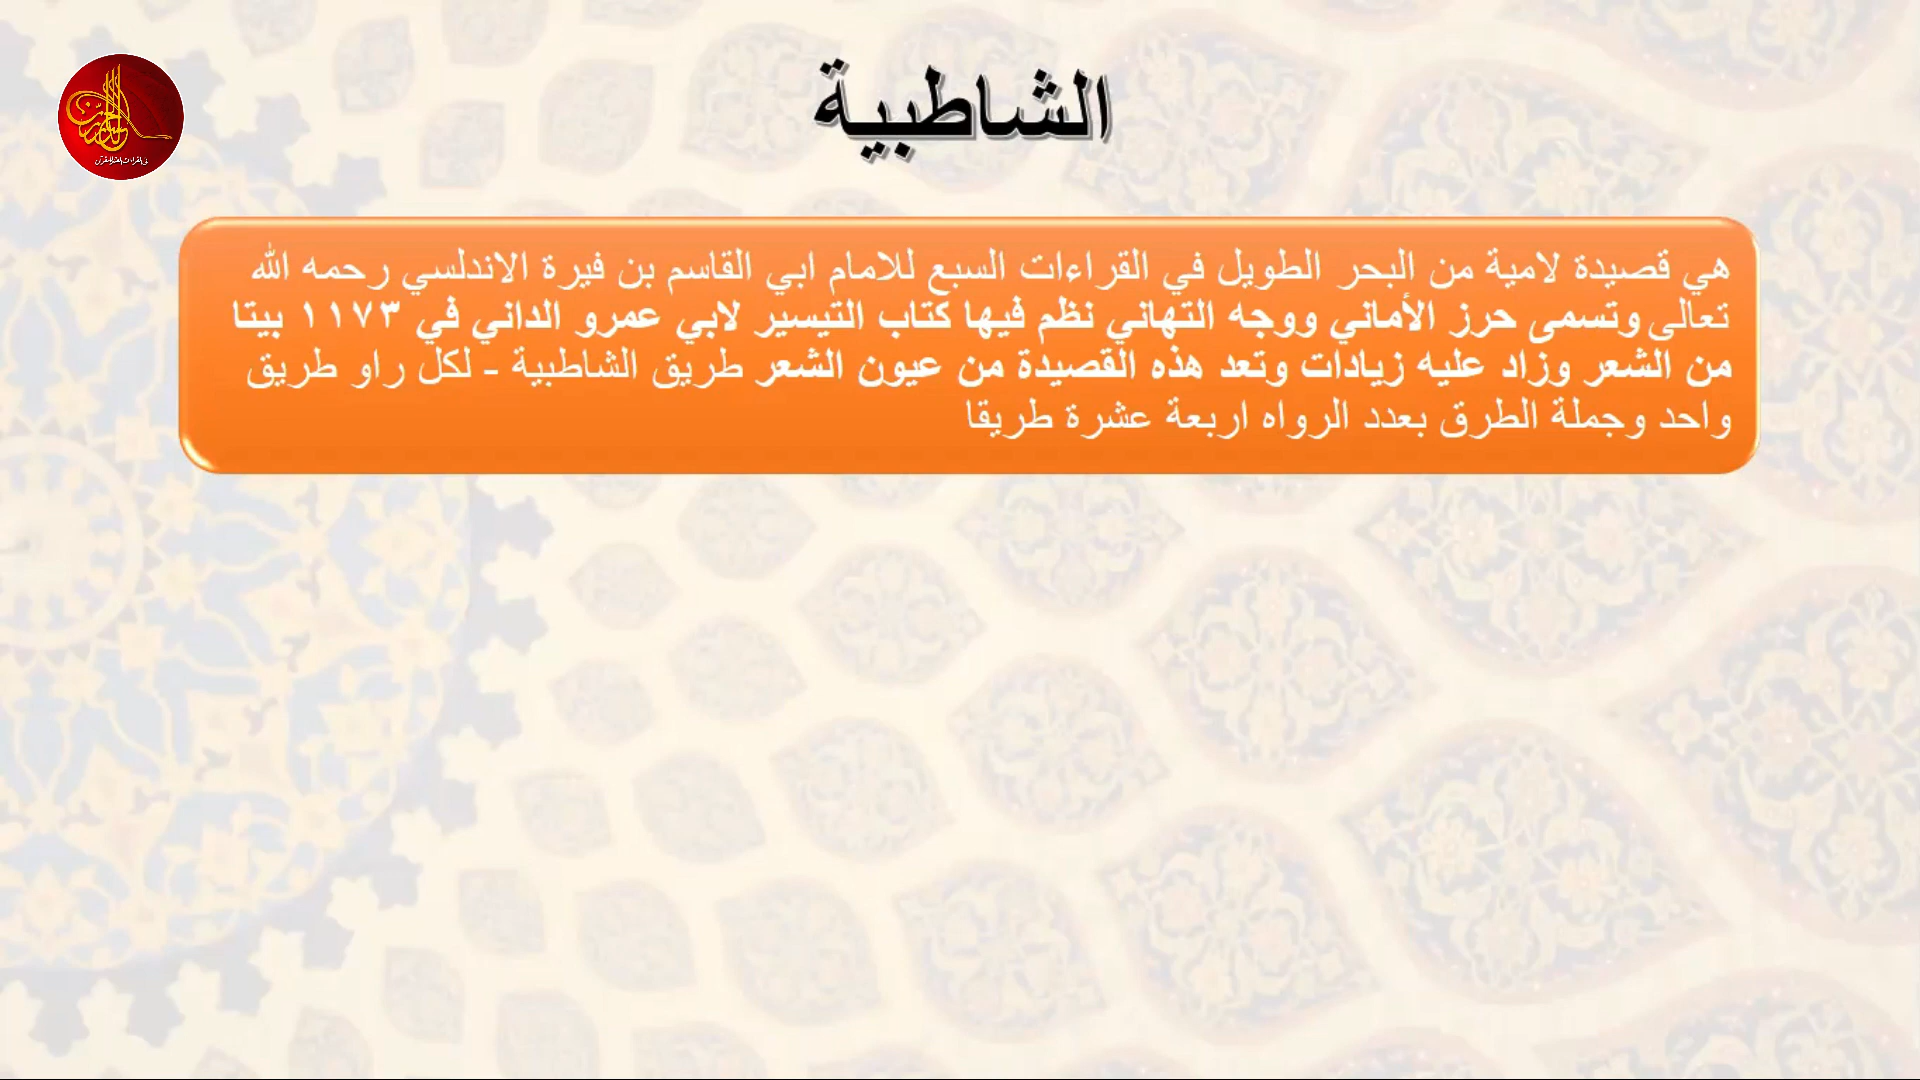 الشاطبية
هي قصيدة لامية من البحر الطويل في القراءات السبع للامام ابي القاسم بن فيرة الاندلسي رحمه الله
تعالى وتسمى حرز الأماني ووجه التهاني نظم فيها كتاب التيسير لابي عمرو الداني في ١١٧٣ بيتا
من الشعر وزاد عليه زيادات وتعد هذه القصيدة من عيون الشعر طريق الشاطبية - لكل راو طريق
واحد وجملة الطرق بعدد الرواه اربعة عشرة طريقا